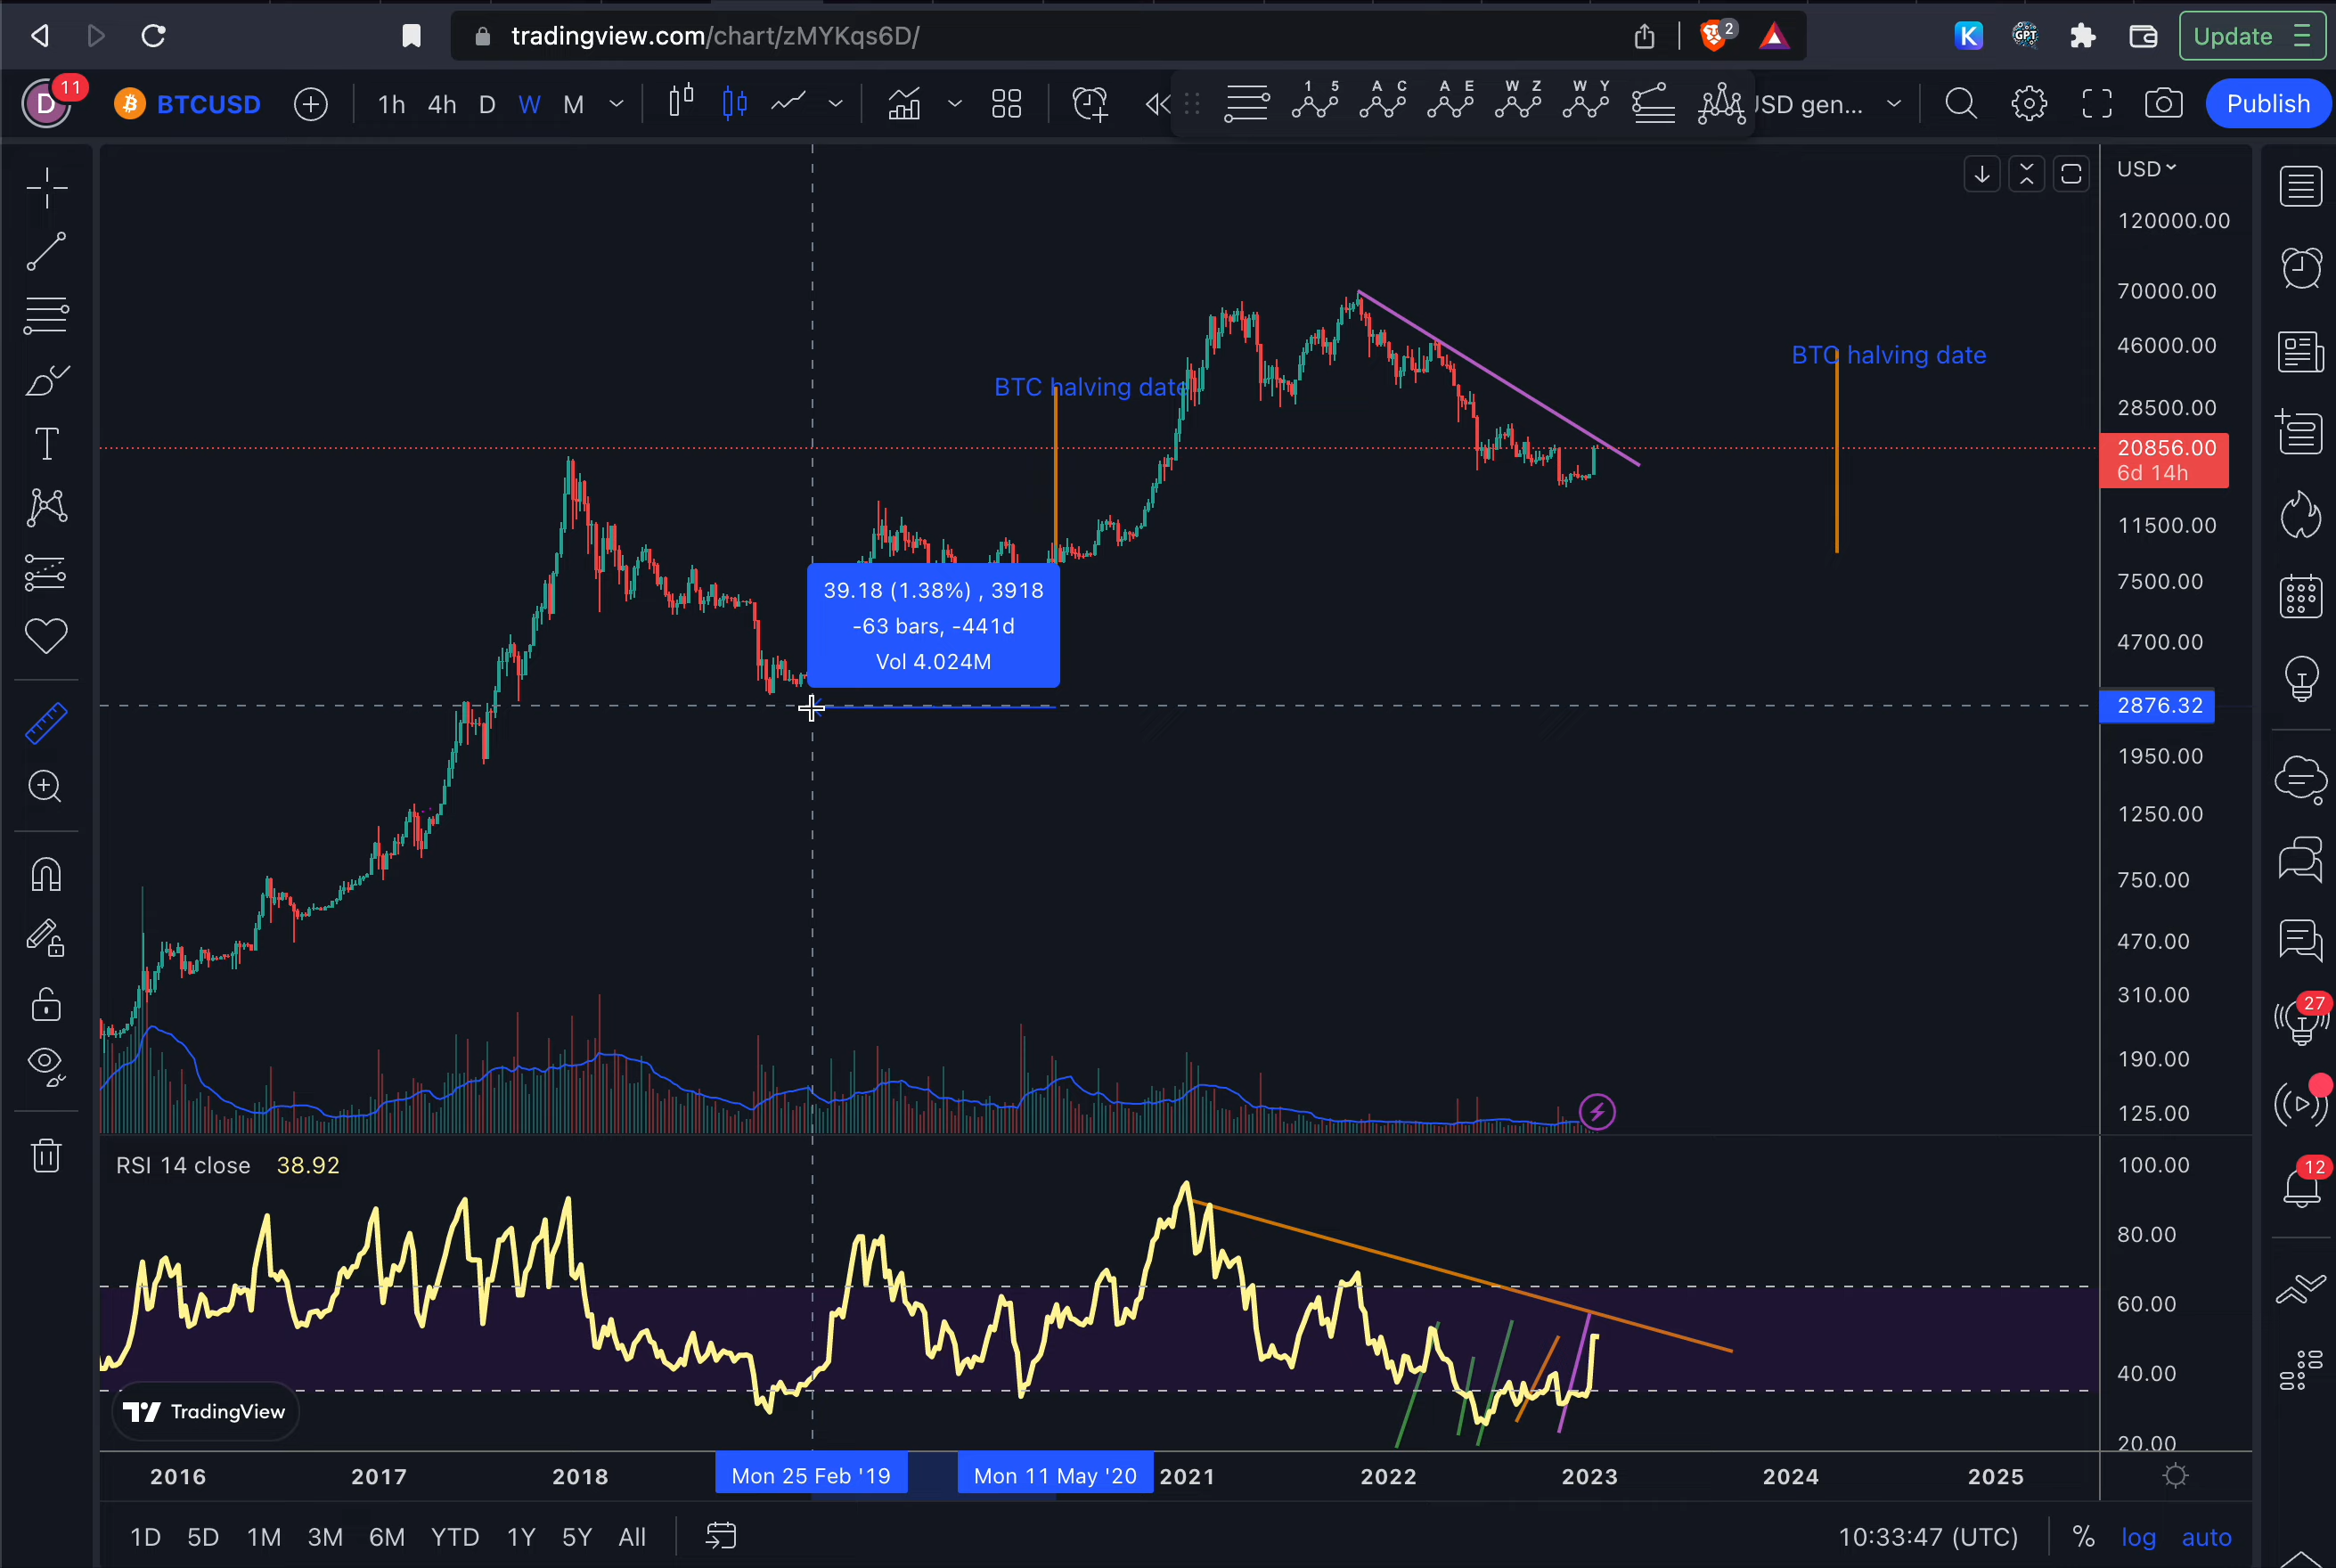 tradingview.com/chart/zMYKqs6D/
2
K
GPT
Update
D
11
BTCUSD
1h 4h D W M
1 5
A C
A E
W Z
W Y
USD gen...
Publish
USD
120000.00
70000.00
BTC halving date
46000.00
BTC halving date
28500.00
20856.00
6d 14h
11500.00
39.18 (1.38%) , 3918
-63 bars, -441d
Vol 4.024M
7500.00
4700.00
2876.32
1950.00
1250.00
750.00
470.00
310.00
27
190.00
125.00
RSI 14 close 38.92
100.00
12
80.00
60.00
40.00
TradingView
20.00
2016 2017 2018 Mon 25 Feb '19 Mon 11 May '20 2021 2022 2023 2024 2025
1D 5D 1M 3M 6M YTD 1Y 5Y All
10:33:47 (UTC) % log auto